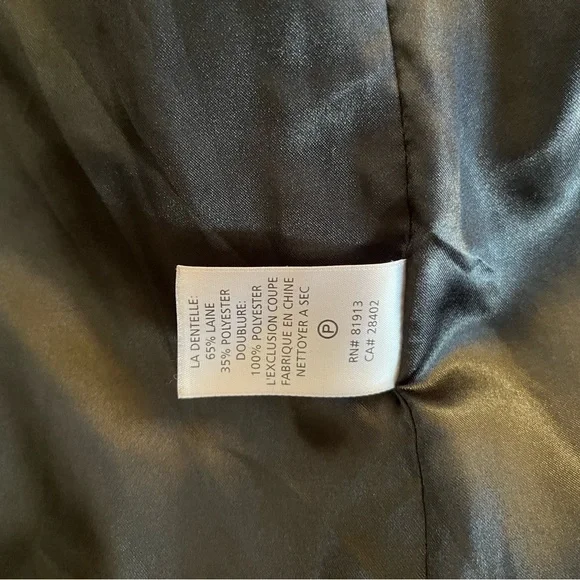 LA DENTELLE:
65% LAINE
35% POLYESTER
DOUBLURE:
100% POLYESTER
L'EXCLUSION COUPE
FABRIQUE EN CHINE
NETTOYER A SEC
P
RN# 81913
CA# 28402